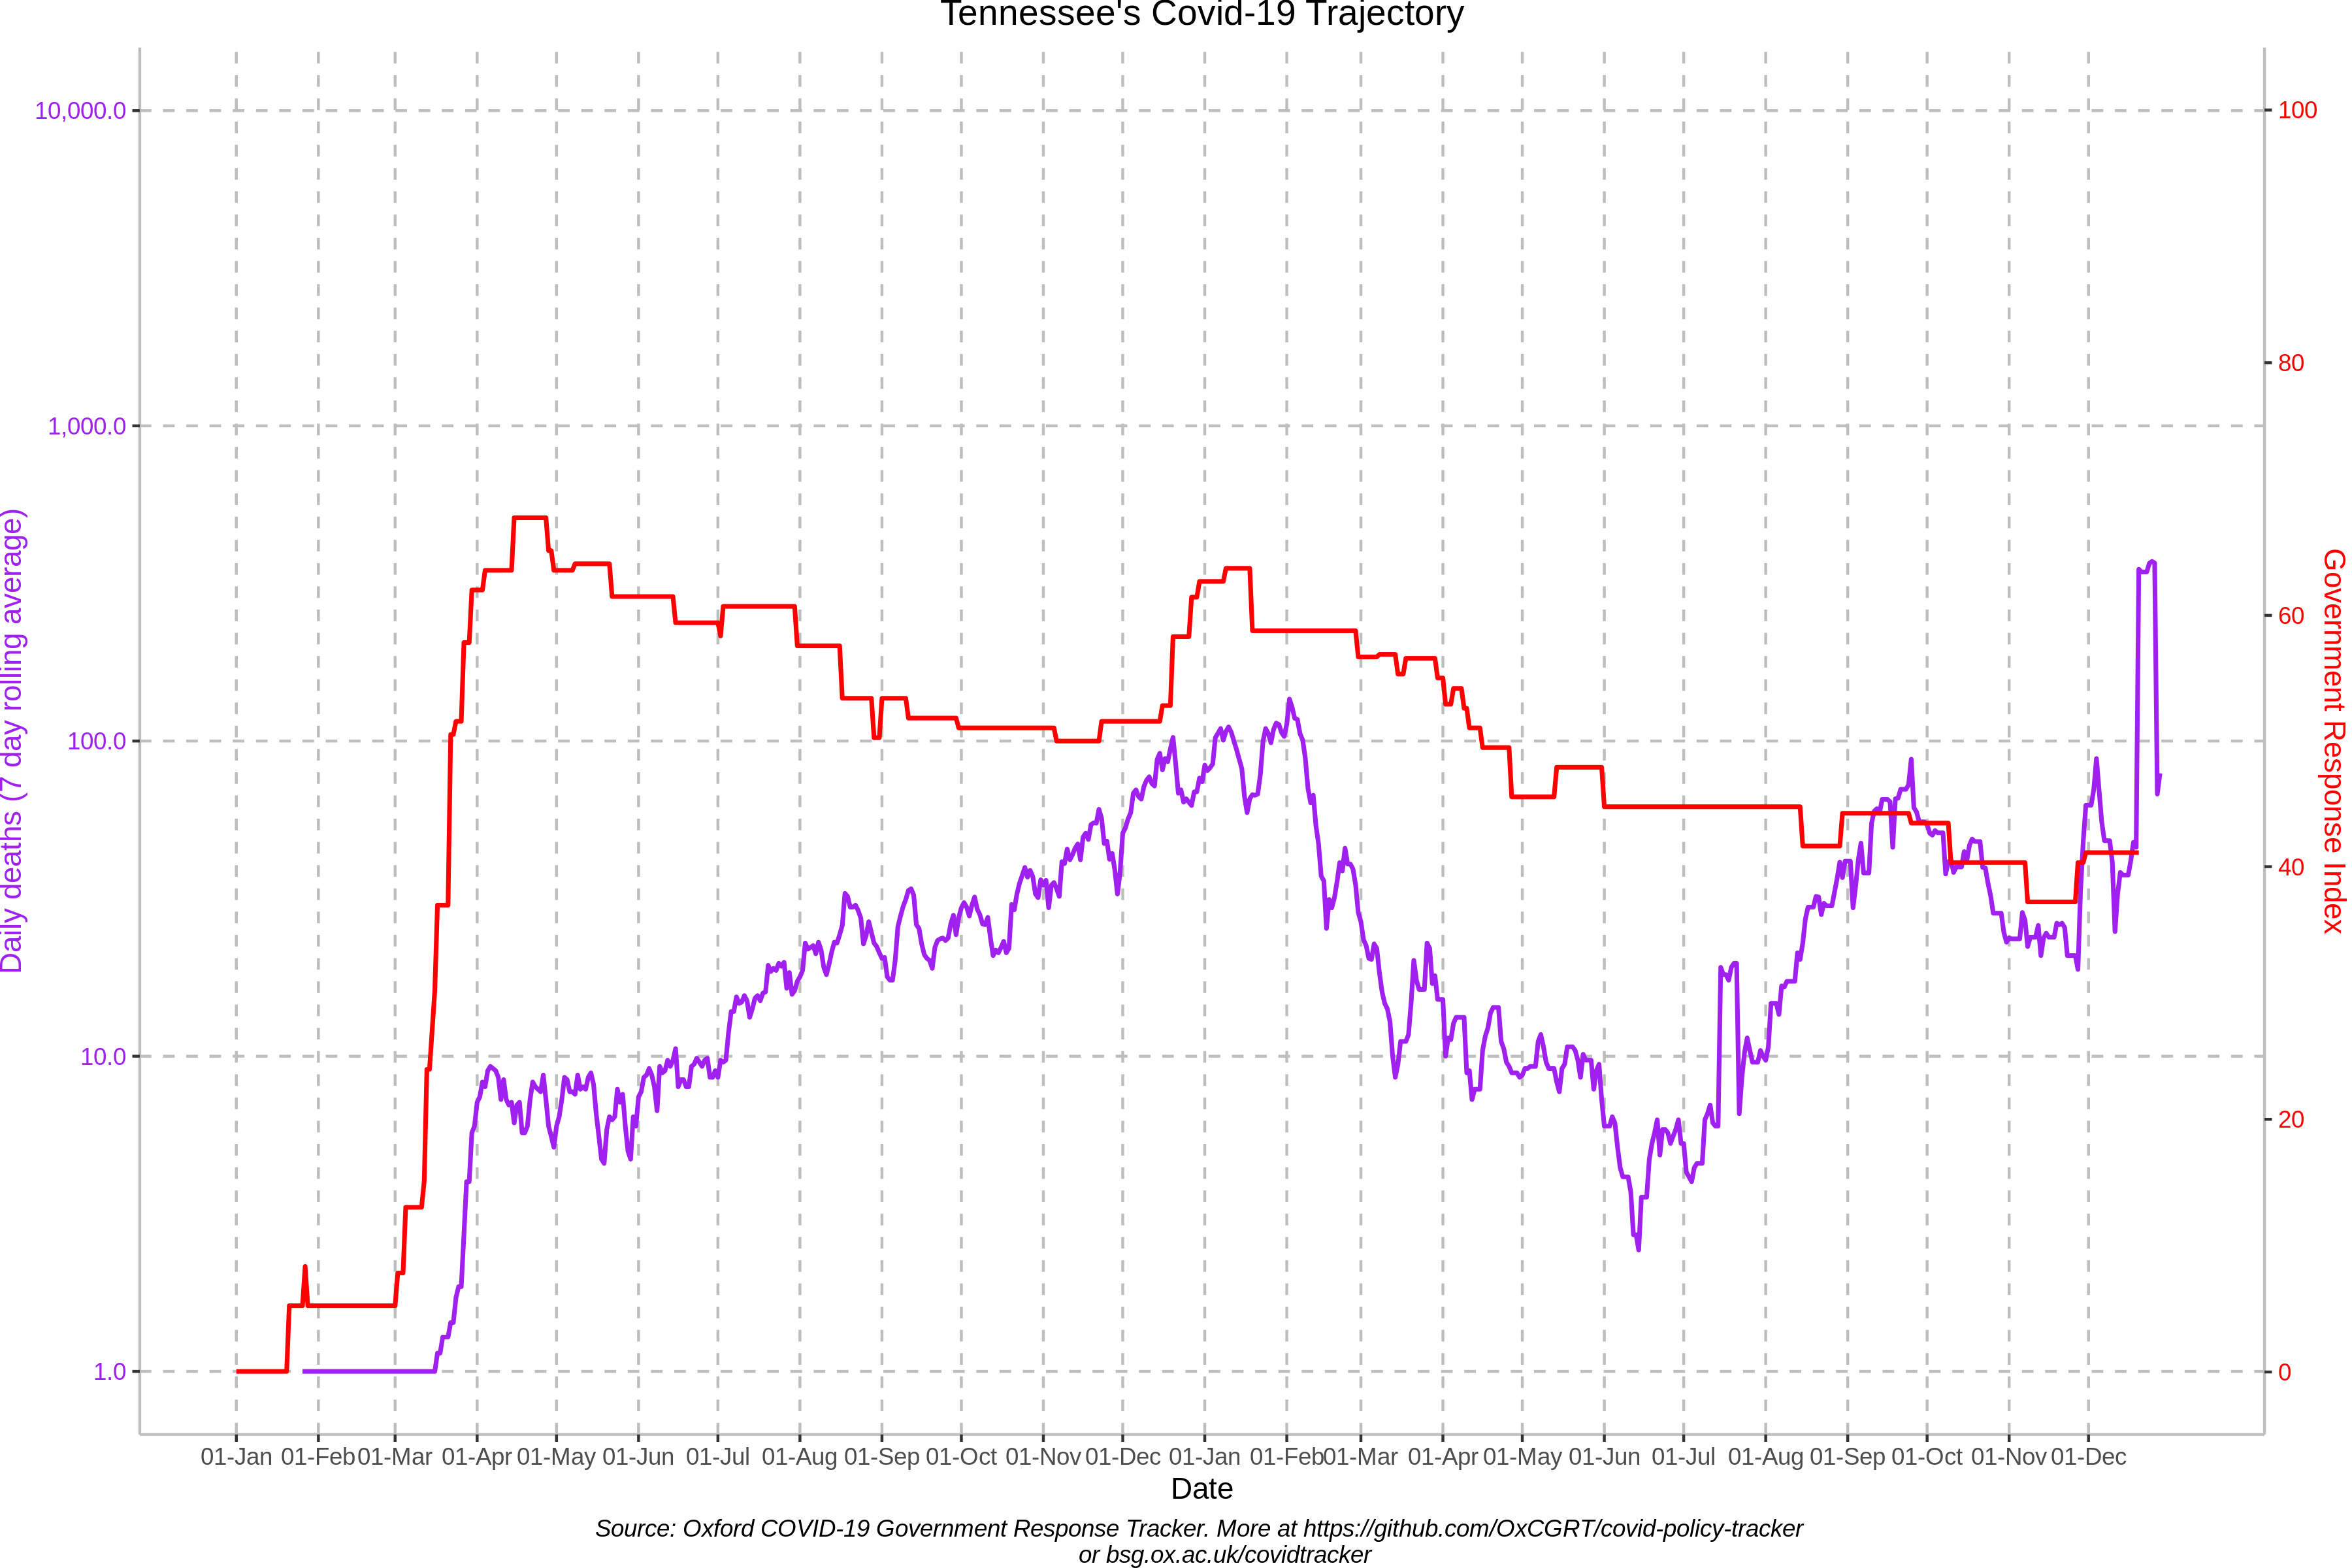 Tennessee's Covid-19 Trajectory
10,000.0
1,000.0
100.0
10.0
1.0
Daily deaths (7 day rolling average)
100
80
60
40
20
0
Government Response Index
01-Jan 01-Feb 01-Mar 01-Apr 01-May 01-Jun 01-Jul 01-Aug 01-Sep 01-Oct 01-Nov 01-Dec 01-Jan 01-Feb 01-Mar 01-Apr 01-May 01-Jun 01-Jul 01-Aug 01-Sep 01-Oct 01-Nov 01-Dec
Date
Source: Oxford COVID-19 Government Response Tracker. More at https://github.com/OxCGRT/covid-policy-tracker
or bsg.ox.ac.uk/covidtracker